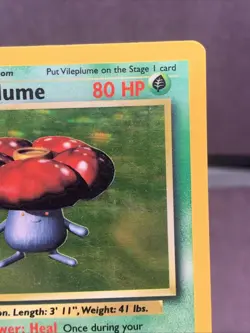 om Put Vileplume on the Stage 1 card
lume 80 HP
on. Length: 3' 11", Weight: 41 lbs.
wer: Heal Once during your